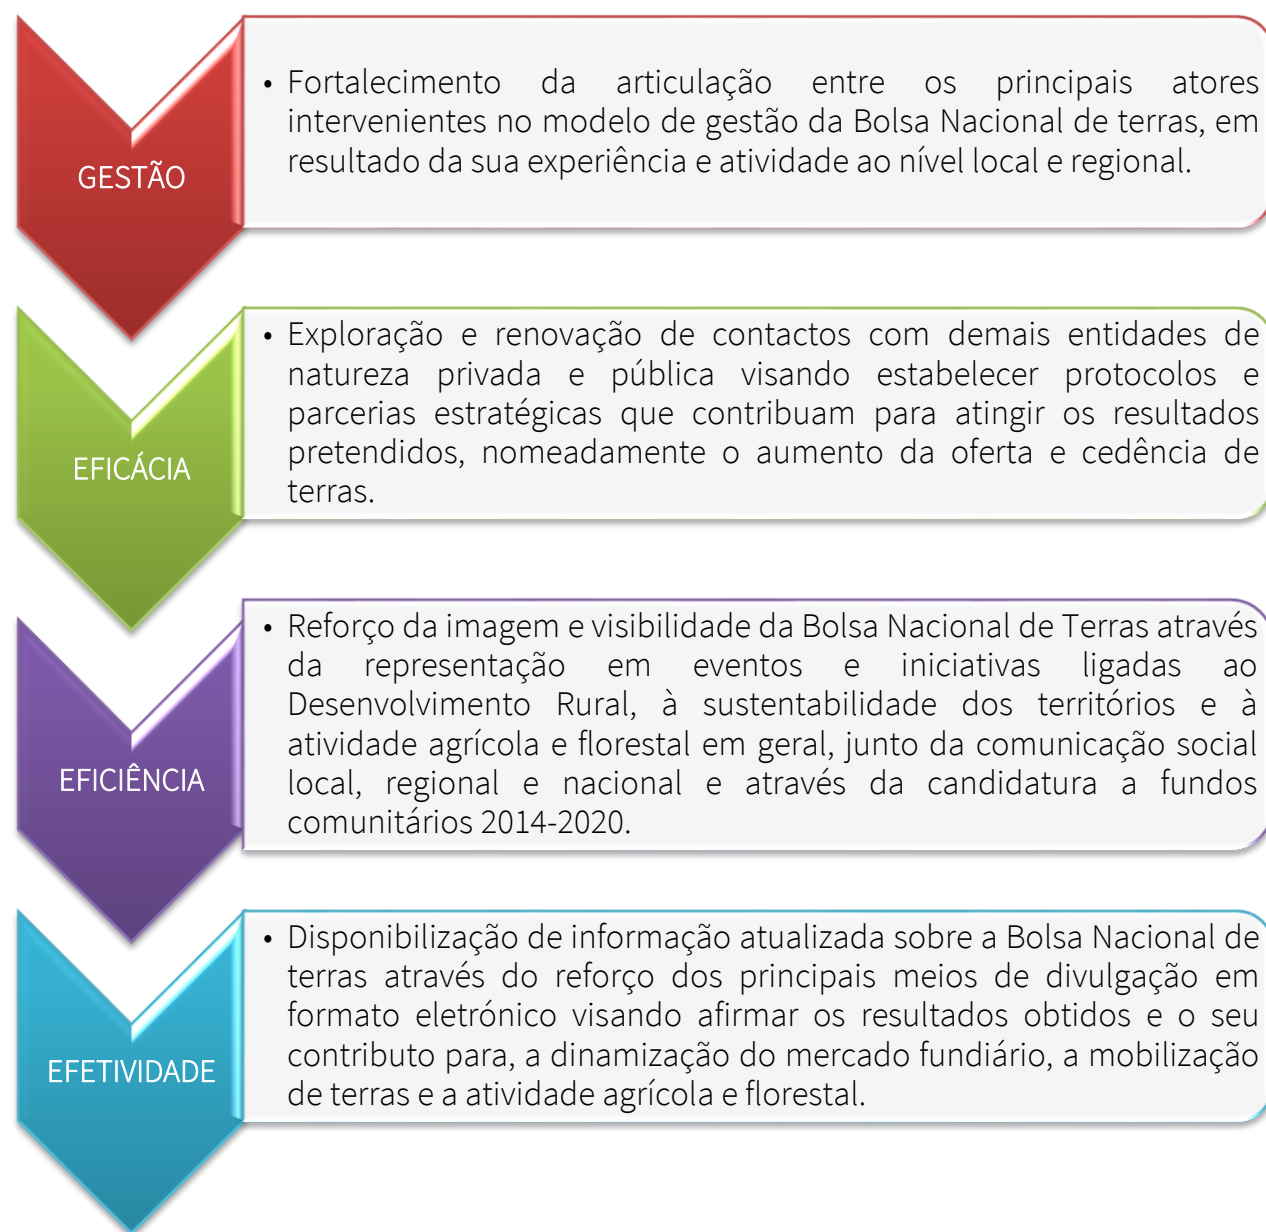 GESTÃO
• Fortalecimento da articulação entre os principais atores
intervenientes no modelo de gestão da Bolsa Nacional de terras, em
resultado da sua experiência e atividade ao nível local e regional.
EFICÁCIA
• Exploração e renovação de contactos com demais entidades de
natureza privada e pública visando estabelecer protocolos e
parcerias estratégicas que contribuam para atingir os resultados
pretendidos, nomeadamente o aumento da oferta e cedência de
terras.
EFICIÊNCIA
• Reforço da imagem e visibilidade da Bolsa Nacional de Terras através
da representação em eventos e iniciativas ligadas ao
Desenvolvimento Rural, à sustentabilidade dos territórios e à
atividade agrícola e florestal em geral, junto da comunicação social
local, regional e nacional e através da candidatura a fundos
comunitários 2014-2020.
EFETIVIDADE
• Disponibilização de informação atualizada sobre a Bolsa Nacional de
terras através do reforço dos principais meios de divulgação em
formato eletrónico visando afirmar os resultados obtidos e o seu
contributo para, a dinamização do mercado fundiário, a mobilização
de terras e a atividade agrícola e florestal.